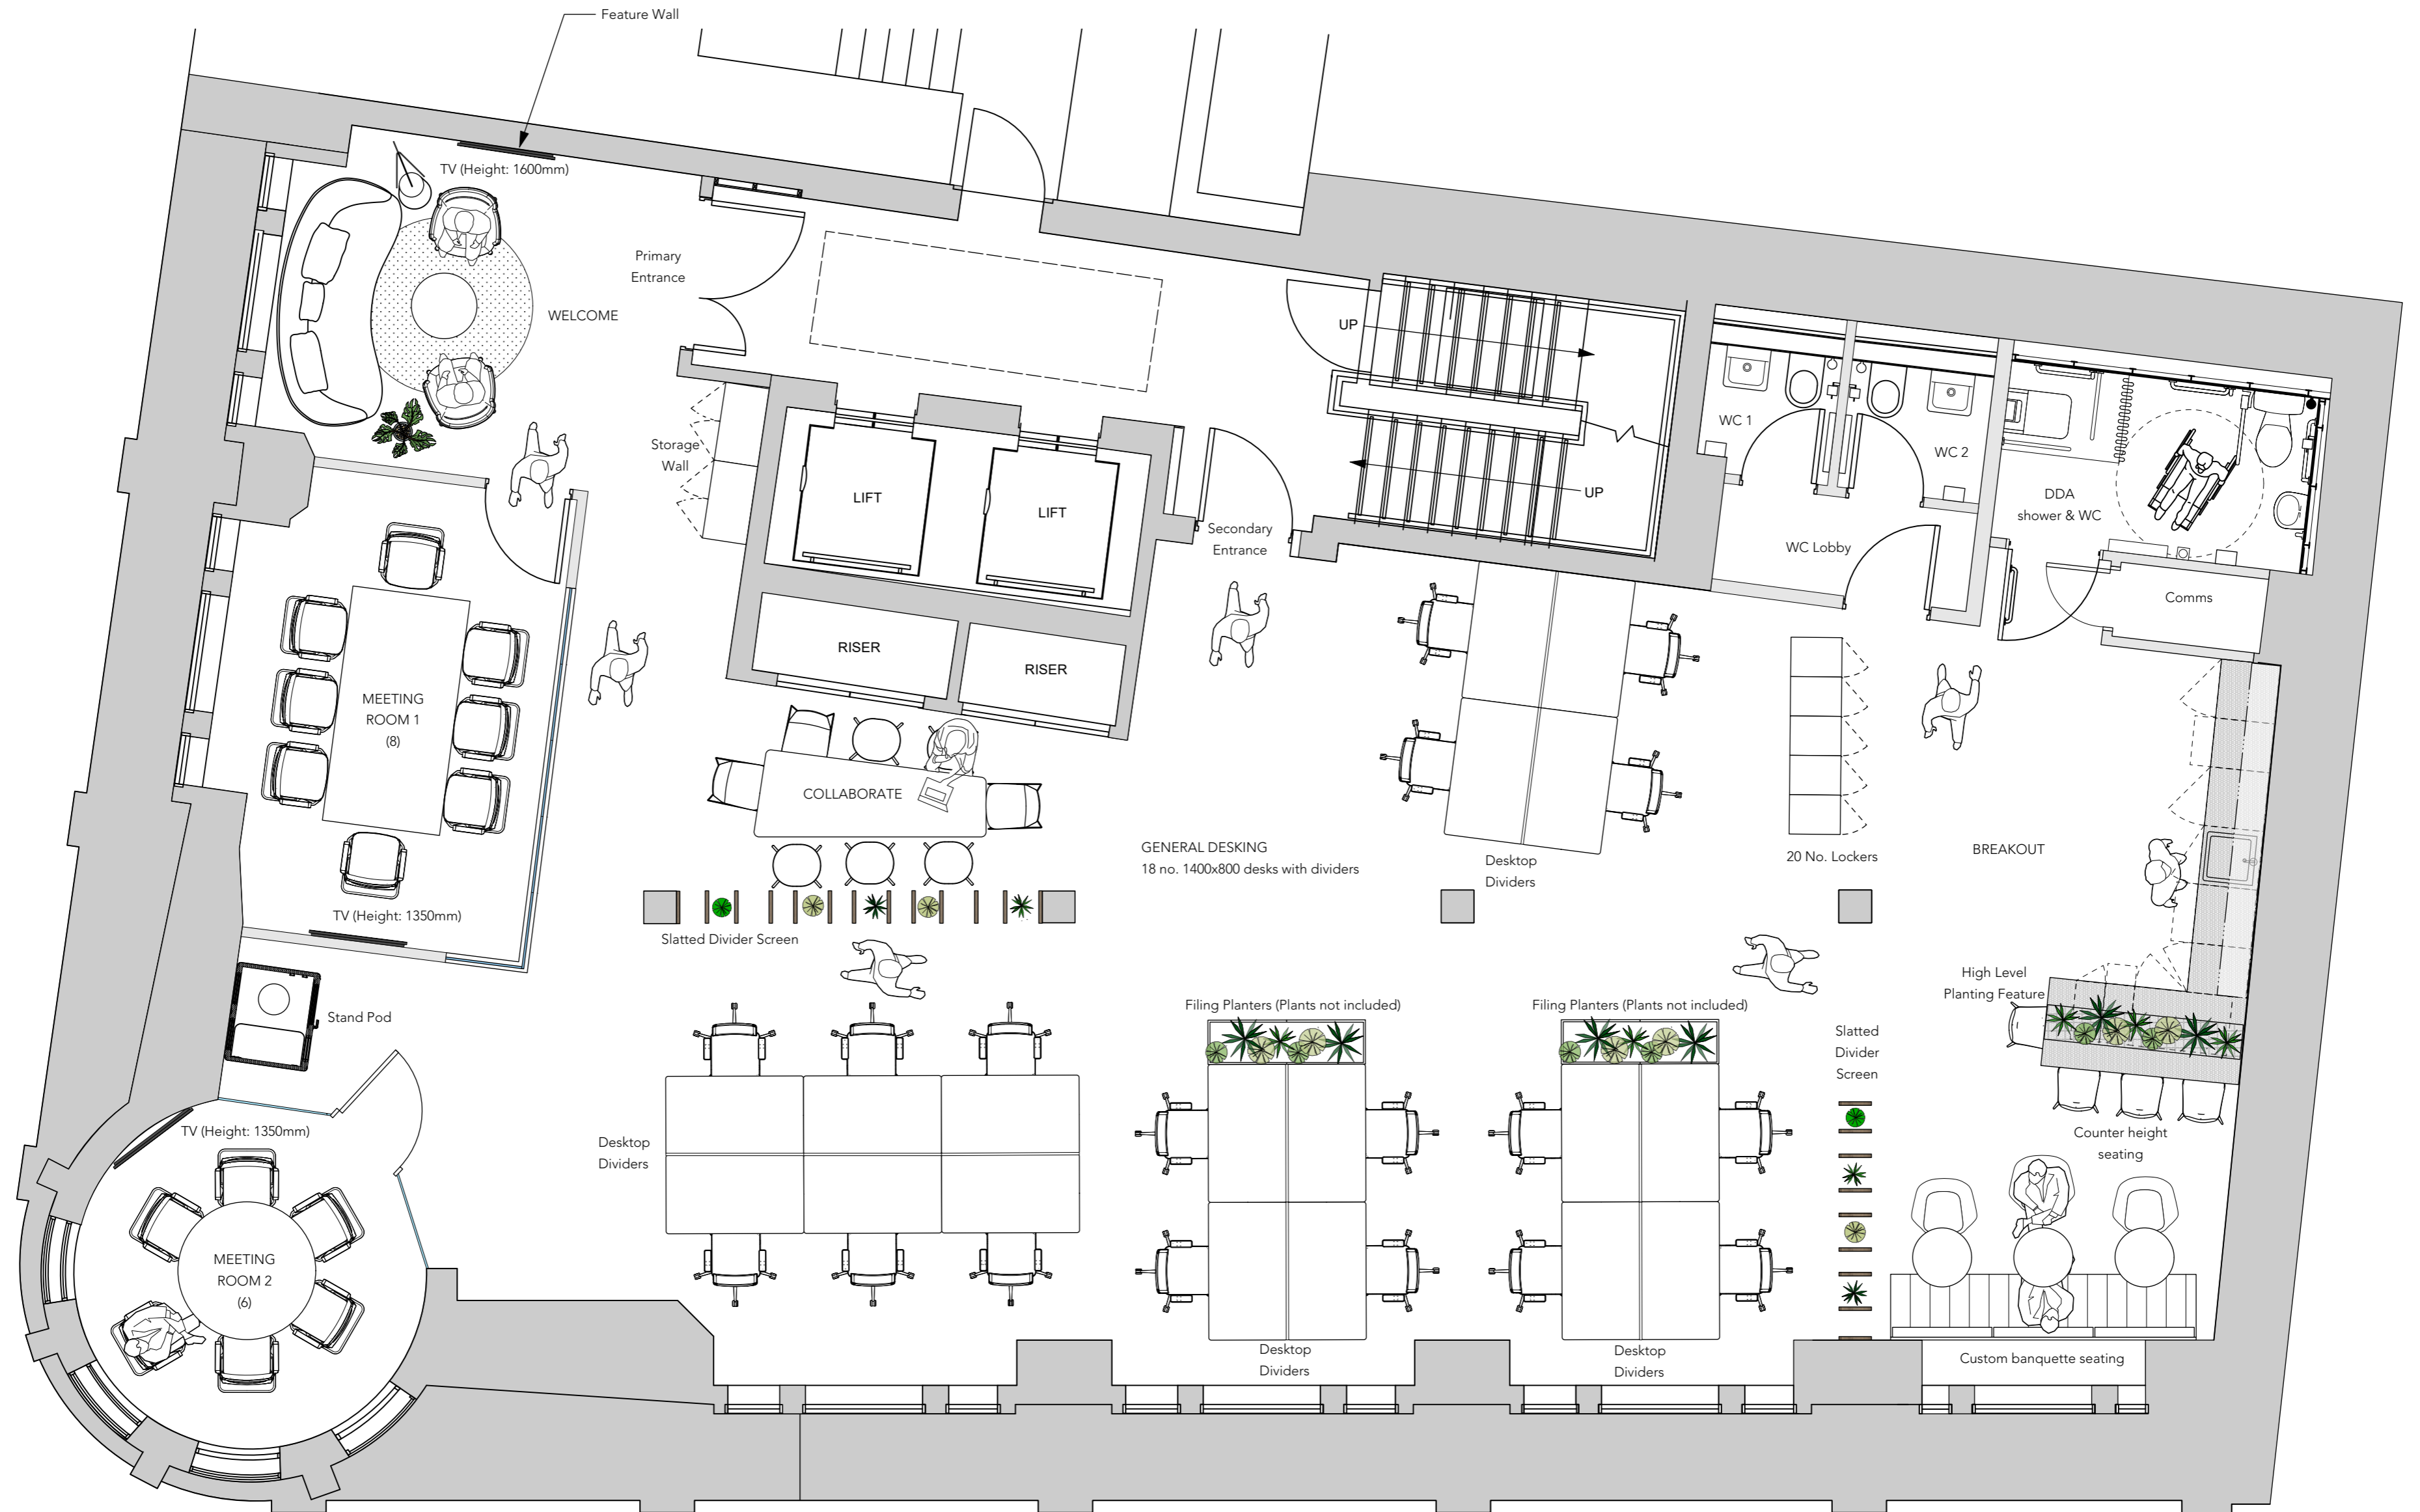 Feature Wall
TV (Height: 1600mm)
Primary
Entrance
WELCOME
UP
UP
WC 1
WC 2
Storage
Wall
LIFT
LIFT
Secondary
Entrance
DDA
shower & WC
WC Lobby
Comms
RISER
RISER
MEETING
ROOM 1
(8)
COLLABORATE
GENERAL DESKING
18 no. 1400x800 desks with dividers
Desktop
Dividers
20 No. Lockers
BREAKOUT
TV (Height: 1350mm)
Slatted Divider Screen
High Level
Planting Feature
Stand Pod
Filing Planters (Plants not included)
Filing Planters (Plants not included)
Slatted
Divider
Screen
TV (Height: 1350mm)
Desktop
Dividers
Counter height
seating
MEETING
ROOM 2
(6)
Desktop
Dividers
Desktop
Dividers
Custom banquette seating